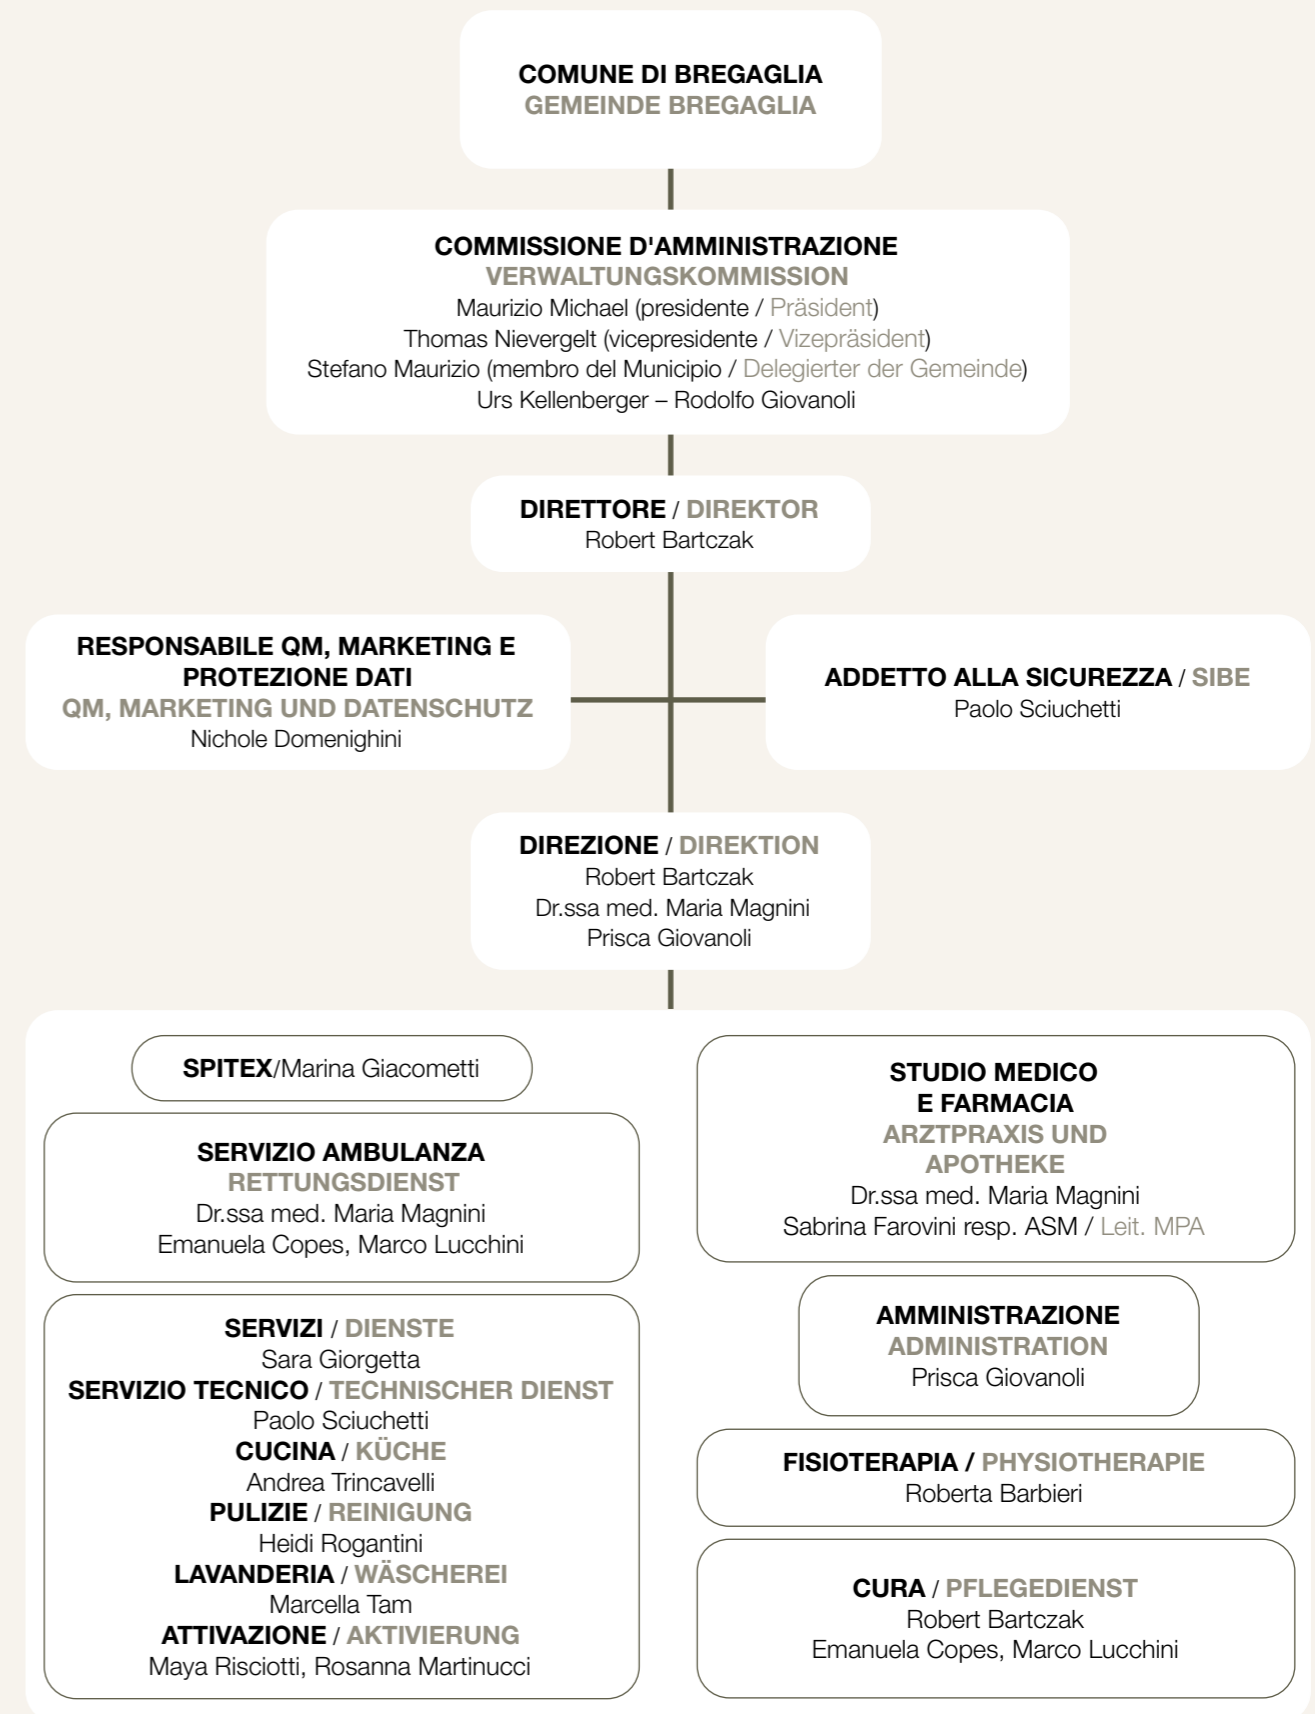 COMUNE DI BREGAGLIA
GEMEINDE BREGAGLIA
COMMISSIONE D'AMMINISTRAZIONE
VERWALTUNGSKOMMISSION
Maurizio Michael (presidente / Präsident)
Thomas Nievergelt (vicepresidente / Vizepräsident)
Stefano Maurizio (membro del Municipio / Delegierter der Gemeinde)
Urs Kellenberger – Rodolfo Giovanoli
DIRETTORE / DIREKTOR
Robert Bartczak
RESPONSABILE QM, MARKETING E
PROTEZIONE DATI
QM, MARKETING UND DATENSCHUTZ
Nichole Domenighini
ADDETTO ALLA SICUREZZA / SIBE
Paolo Sciuchetti
DIREZIONE / DIREKTION
Robert Bartczak
Dr.ssa med. Maria Magnini
Prisca Giovanoli
SPITEX/Marina Giacometti
SERVIZIO AMBULANZA
RETTUNGSDIENST
Dr.ssa med. Maria Magnini
Emanuela Copes, Marco Lucchini
SERVIZI / DIENSTE
Sara Giorgetta
SERVIZIO TECNICO / TECHNISCHER DIENST
Paolo Sciuchetti
CUCINA / KÜCHE
Andrea Trincavelli
PULIZIE / REINIGUNG
Heidi Rogantini
LAVANDERIA / WÄSCHEREI
Marcella Tam
ATTIVAZIONE / AKTIVIERUNG
Maya Risciotti, Rosanna Martinucci
STUDIO MEDICO
E FARMACIA
ARZTPRAXIS UND
APOTHEKE
Dr.ssa med. Maria Magnini
Sabrina Farovini resp. ASM / Leit. MPA
AMMINISTRAZIONE
ADMINISTRATION
Prisca Giovanoli
FISIOTERAPIA / PHYSIOTHERAPIE
Roberta Barbieri
CURA / PFLEGEDIENST
Robert Bartczak
Emanuela Copes, Marco Lucchini